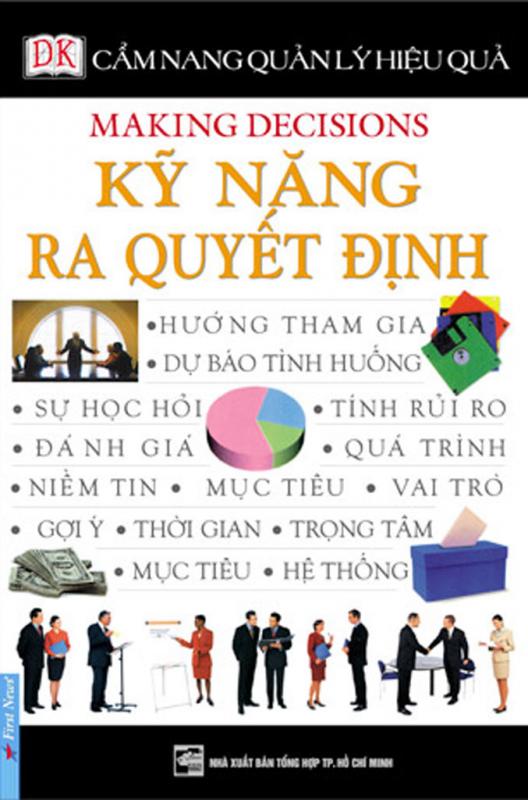 DK CẨM NANG QUẢN LÝ HIỆU QUẢ
MAKING DECISIONS
KỸ NĂNG
RA QUYẾT ĐỊNH
•HƯỚNG THAM GIA
•DỰ BÁO TÌNH HUỐNG
• SỰ HỌC HỎI • TÍNH RỦI RO
• ĐÁNH GIÁ • QUÁ TRÌNH
•NIỀM TIN • MỤC TIÊU • VAI TRÒ
• GỢI Ý • THỜI GIAN • TRỌNG TÂM
• MỤC TIÊU • HỆ THỐNG
First News
NHÀ XUẤT BẢN TỔNG HỢP TP. HỒ CHÍ MINH